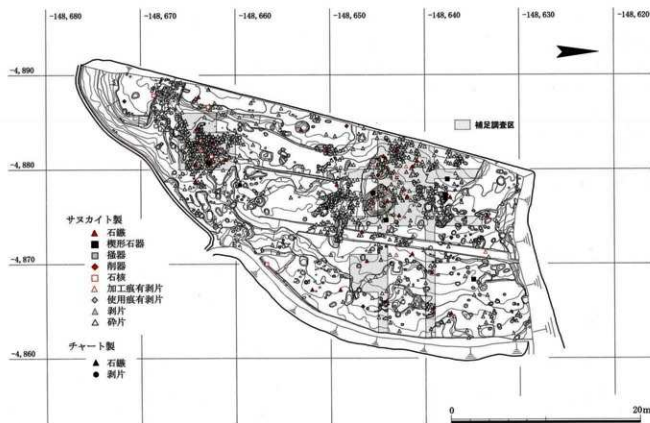 -148,680 -148,670 -148,660 -148,650 -148,640 -148,630 -148,620
-4,890
補足調査区
-4,880
サヌカイト製
石鏃
楔形石器
掻器
削器
石核
加工痕有剥片
使用痕有剥片
剥片
砕片
-4,870
チャート製
石鏃
剥片
-4,860
0 20m